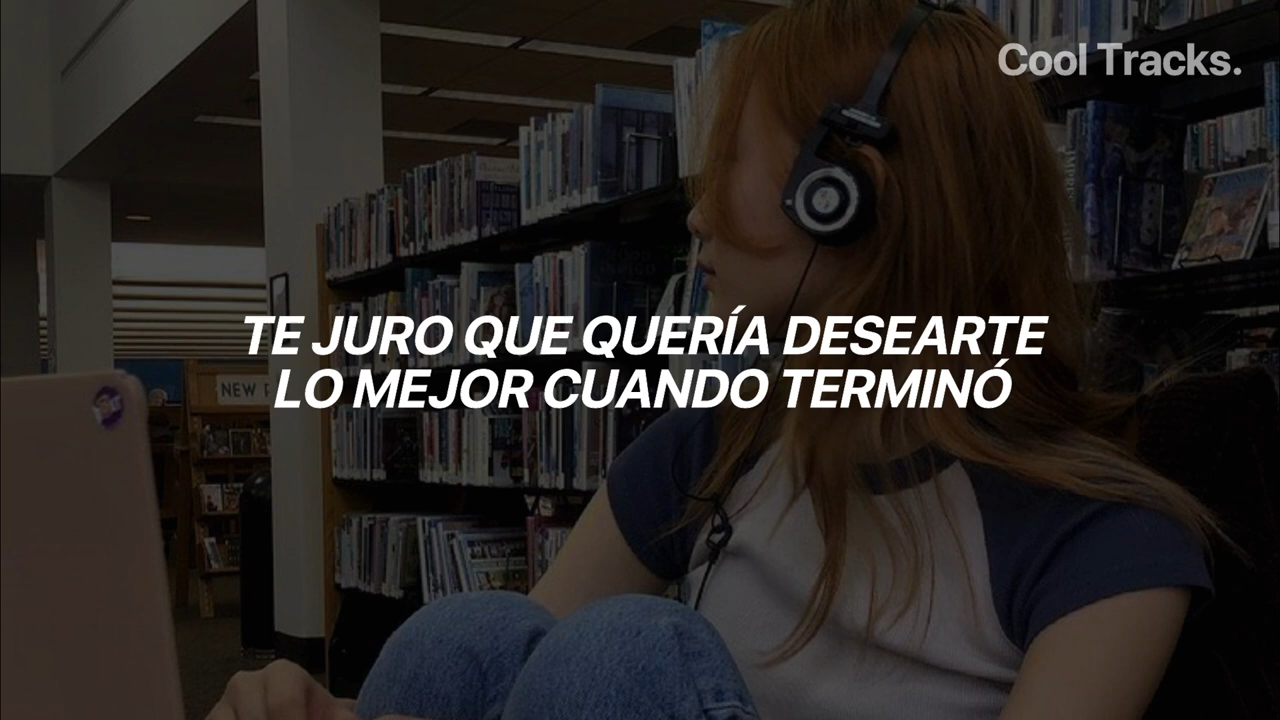 Cool Tracks.
TE JURO QUE QUERÍA DESEARTE
LO MEJOR CUANDO TERMINÓ
NEW